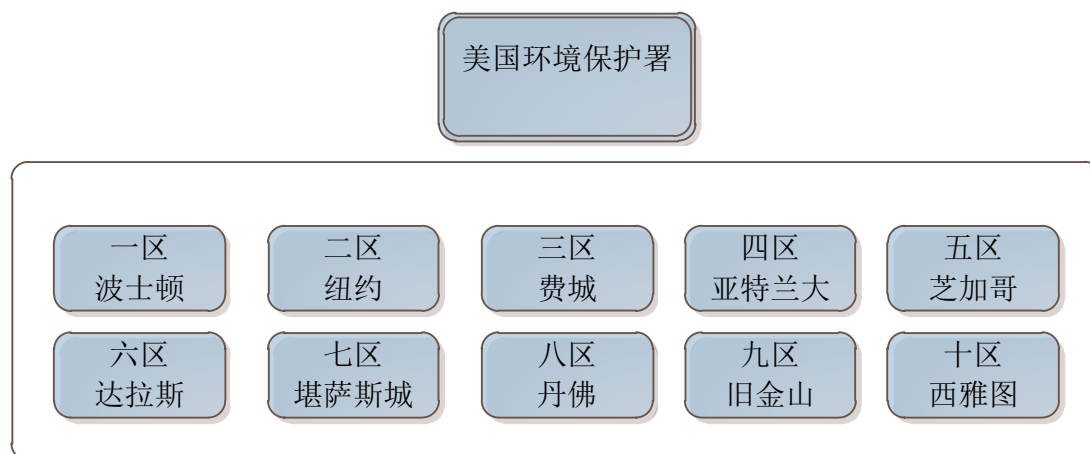 美国环境保护署
一区
波士顿
二区
纽约
三区
费城
四区
亚特兰大
五区
芝加哥
六区
达拉斯
七区
堪萨斯城
八区
丹佛
九区
旧金山
十区
西雅图